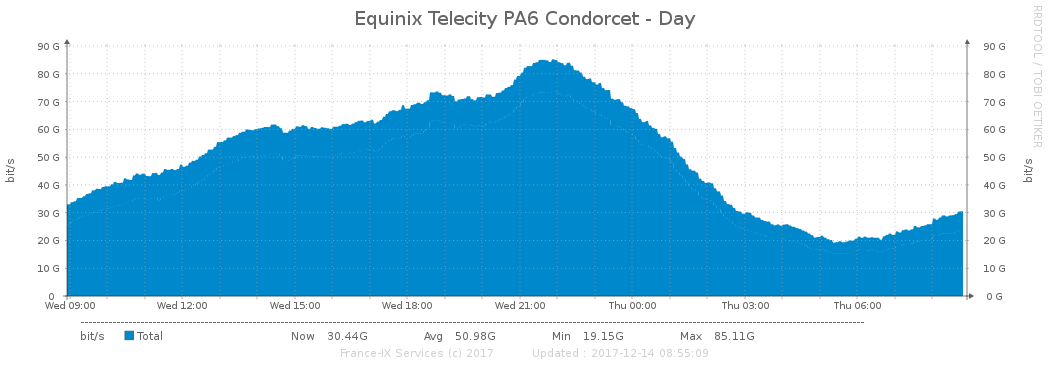 Equinix Telecity PA6 Condorcet - Day
RRDTOOL / TOBI OETIKER
90 G 90 G
80 G 80 G
70 G 70 G
60 G 60 G
50 G 50 G
40 G 40 G
30 G 30 G
20 G 20 G
10 G 10 G
0 0 G
bit/s bit/s
Wed 09:00 Wed 12:00 Wed 15:00 Wed 18:00 Wed 21:00 Thu 00:00 Thu 03:00 Thu 06:00
bit/s Total Now 30.44G Avg 50.98G Min 19.15G Max 85.11G
France-IX Services (c) 2017 Updated : 2017-12-14 08:55:09